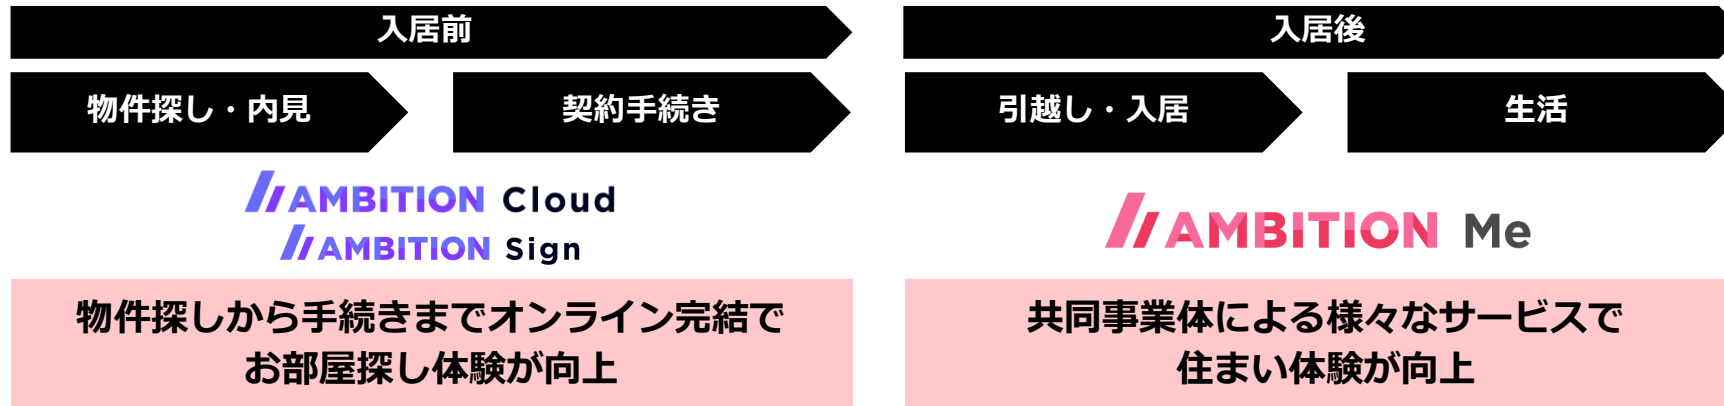 入居前
物件探し・内見
契約手続き
AMBITION Cloud
AMBITION Sign
物件探しから手続きまでオンライン完結で
お部屋探し体験が向上
入居後
引越し・入居
生活
AMBITION Me
共同事業体による様々なサービスで
住まい体験が向上